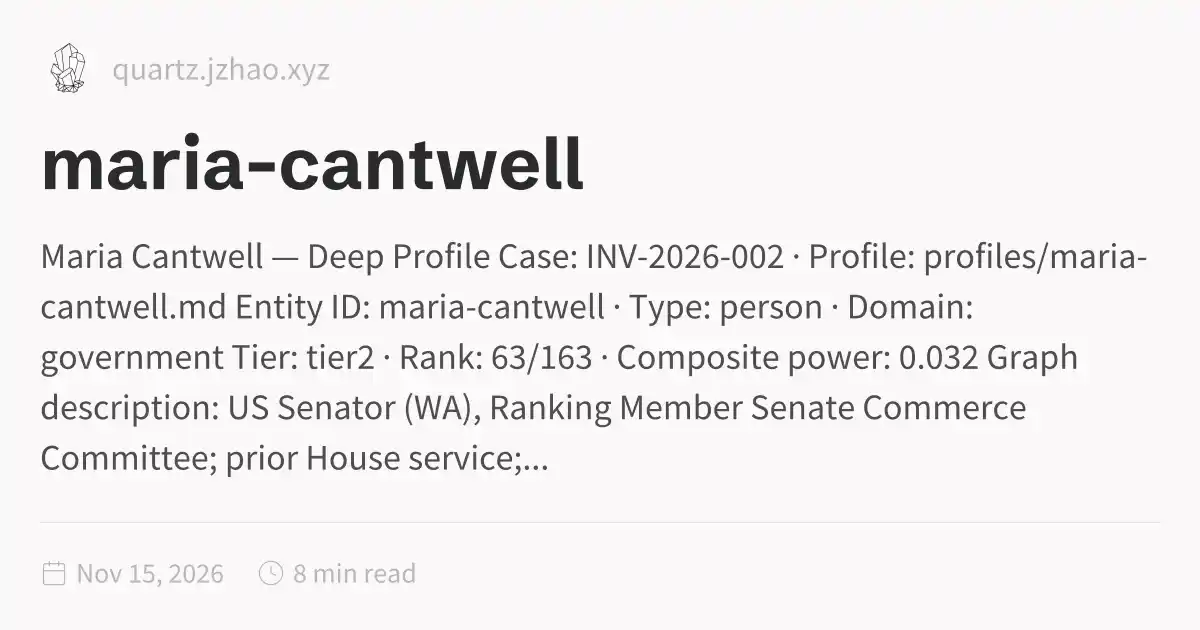 quartz.jzhao.xyz
maria-cantwell
Maria Cantwell — Deep Profile Case: INV-2026-002 · Profile: profiles/maria-
cantwell.md Entity ID: maria-cantwell · Type: person · Domain:
government Tier: tier2 · Rank: 63/163 · Composite power: 0.032 Graph
description: US Senator (WA), Ranking Member Senate Commerce
Committee; prior House service;...
Nov 15, 2026 8 min read